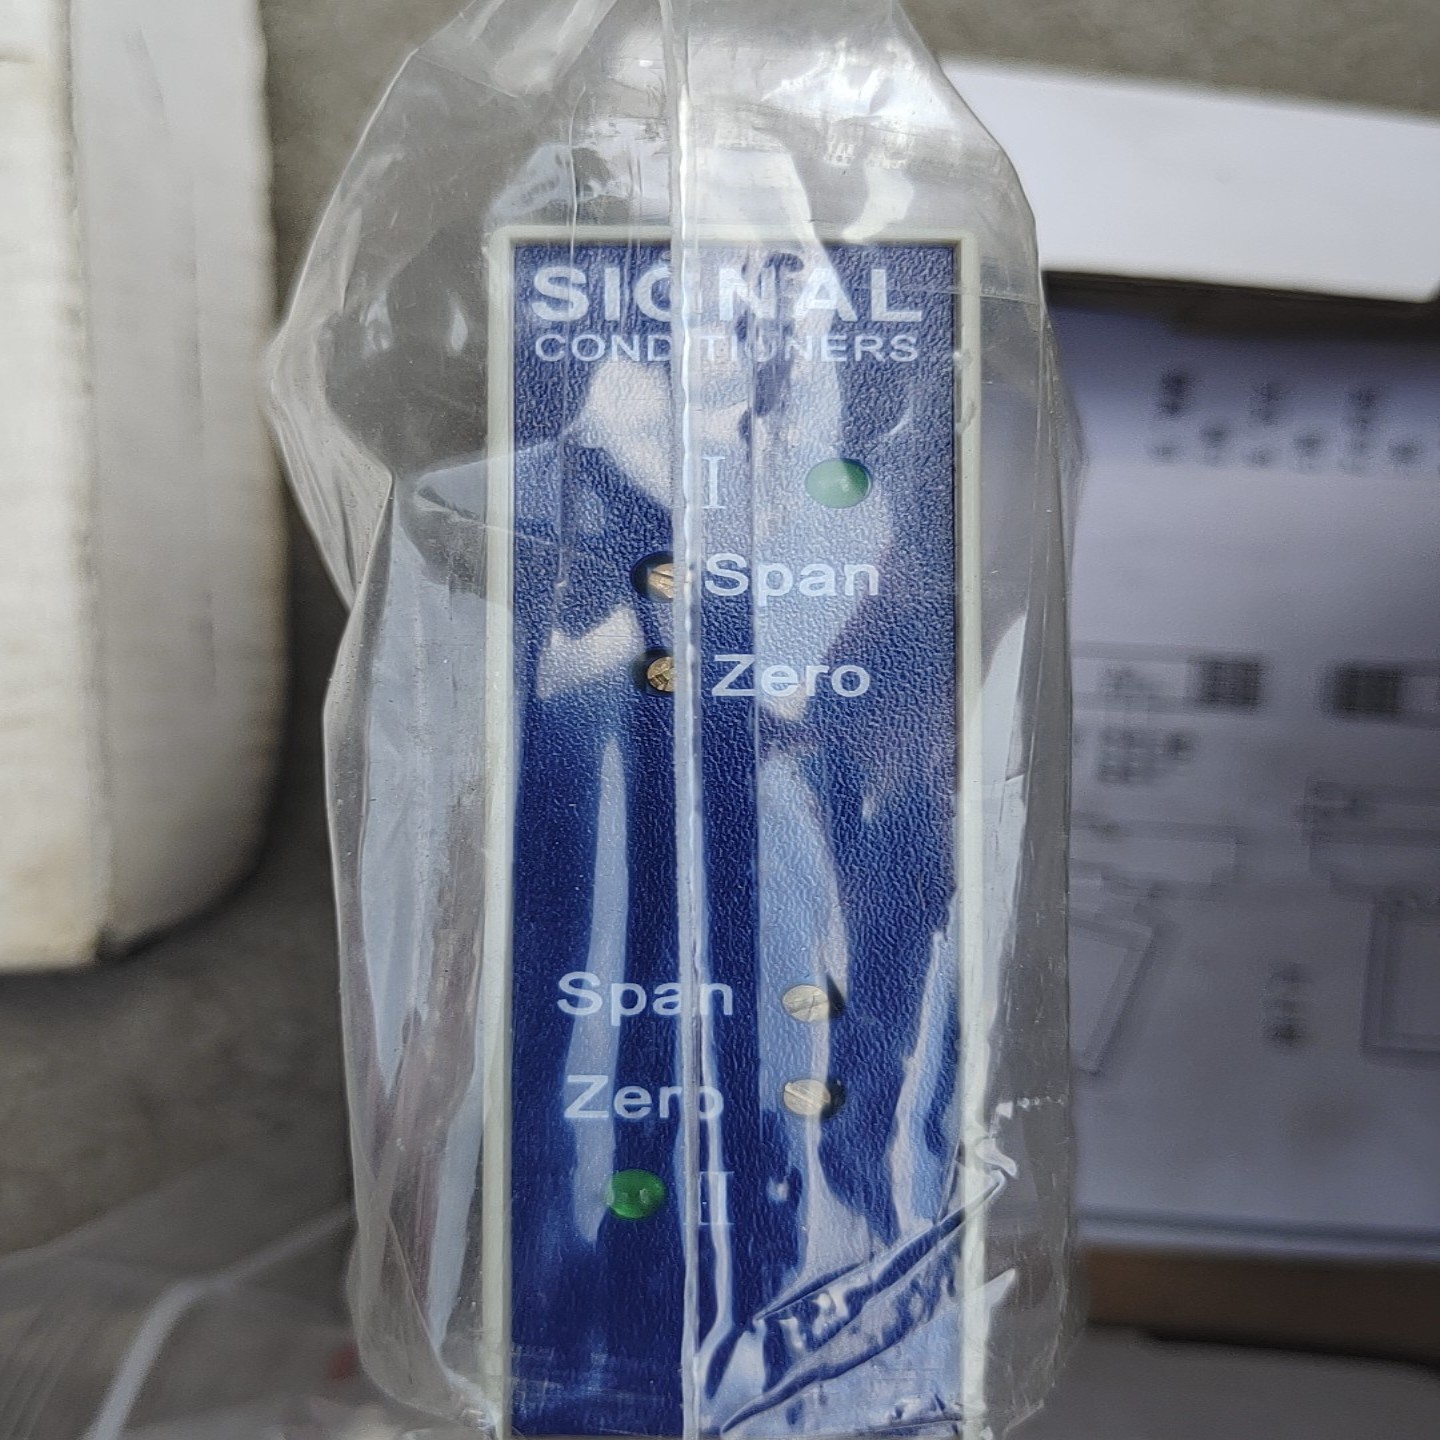 SIGNAL
CONDITIONERS
I
Span
Zero
Span
Zero
II